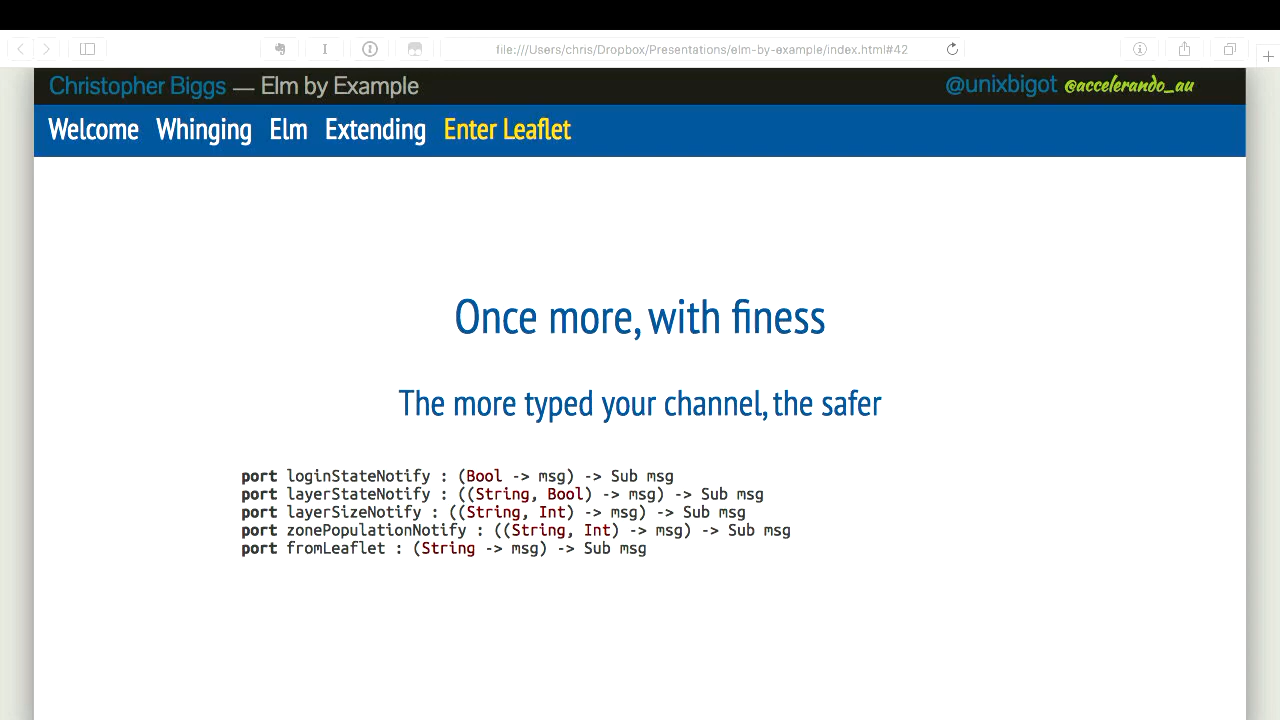 file:///Users/chris/Dropbox/Presentations/elm-by-example/index.html#42
Christopher Biggs — Elm by Example
@unixbigot @accelerando_au
Welcome Whinging Elm Extending Enter Leaflet
Once more, with finess
The more typed your channel, the safer
port loginStateNotify : (Bool -> msg) -> Sub msg
port layerStateNotify : ((String, Bool) -> msg) -> Sub msg
port layerSizeNotify : ((String, Int) -> msg) -> Sub msg
port zonePopulationNotify : ((String, Int) -> msg) -> Sub msg
port fromLeaflet : (String -> msg) -> Sub msg